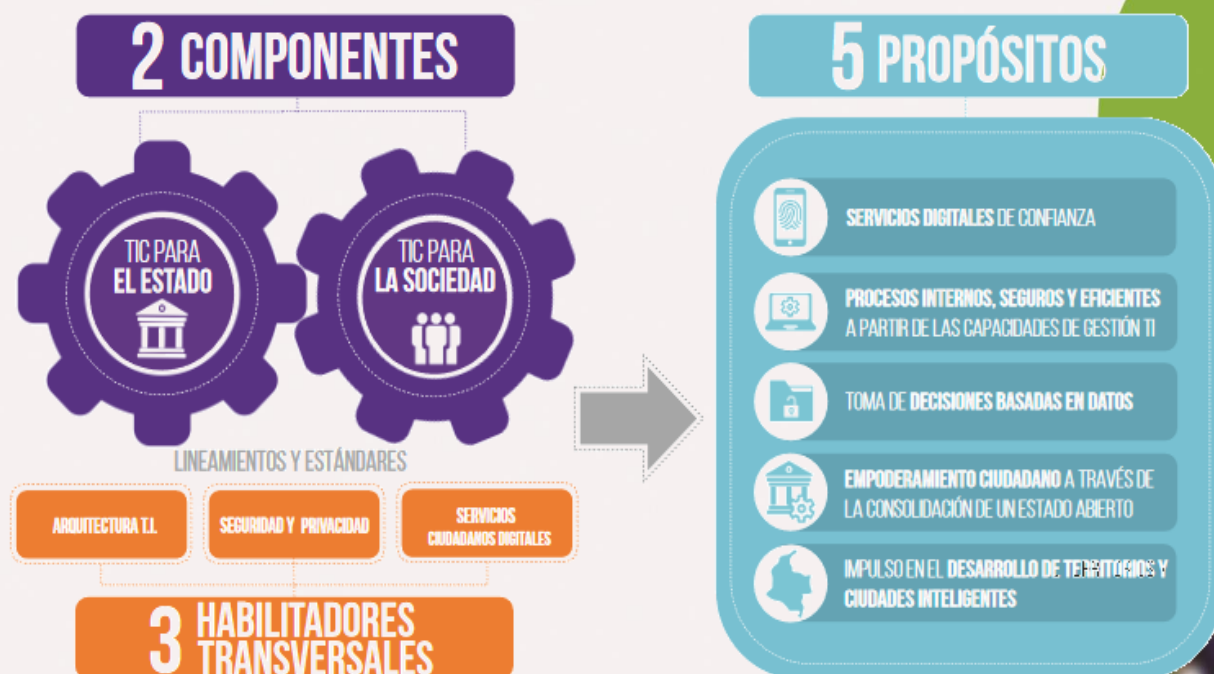 2 COMPONENTES
TIC PARA
EL ESTADO
TIC PARA
LA SOCIEDAD
LINEAMIENTOS Y ESTÁNDARES
ARQUITECTURA T.I.
SEGURIDAD Y PRIVACIDAD
SERVICIOS
CIUDADANOS DIGITALES
3 HABILITADORES
TRANSVERSALES
5 PROPÓSITOS
SERVICIOS DIGITALES DE CONFIANZA
PROCESOS INTERNOS, SEGUROS Y EFICIENTES
A PARTIR DE LAS CAPACIDADES DE GESTIÓN TI
TOMA DE DECISIONES BASADAS EN DATOS
EMPODERAMIENTO CIUDADANO A TRAVÉS DE
LA CONSOLIDACIÓN DE UN ESTADO ABIERTO
IMPULSO EN EL DESARROLLO DE TERRITORIOS Y
CIUDADES INTELIGENTES